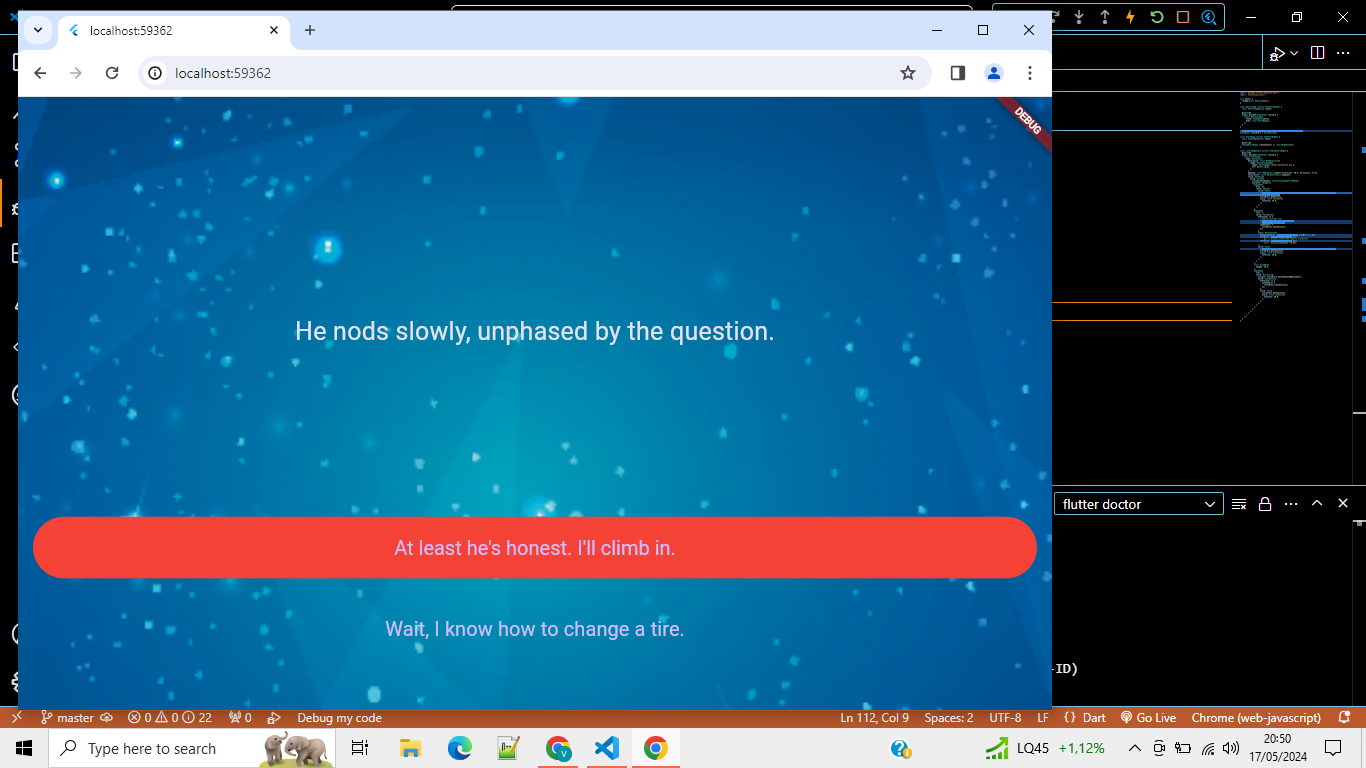 localhost:59362
localhost:59362
DEBUG
He nods slowly, unphased by the question.
At least he's honest. I'll climb in.
Wait, I know how to change a tire.
flutter doctor
-ID)
master
0 0 22
0
Debug my code
Ln 112, Col 9
Spaces: 2
UTF-8
LF
{} Dart
Go Live
Chrome (web-javascript)
Type here to search
LQ45 +1,12%
20:50
17/05/2024